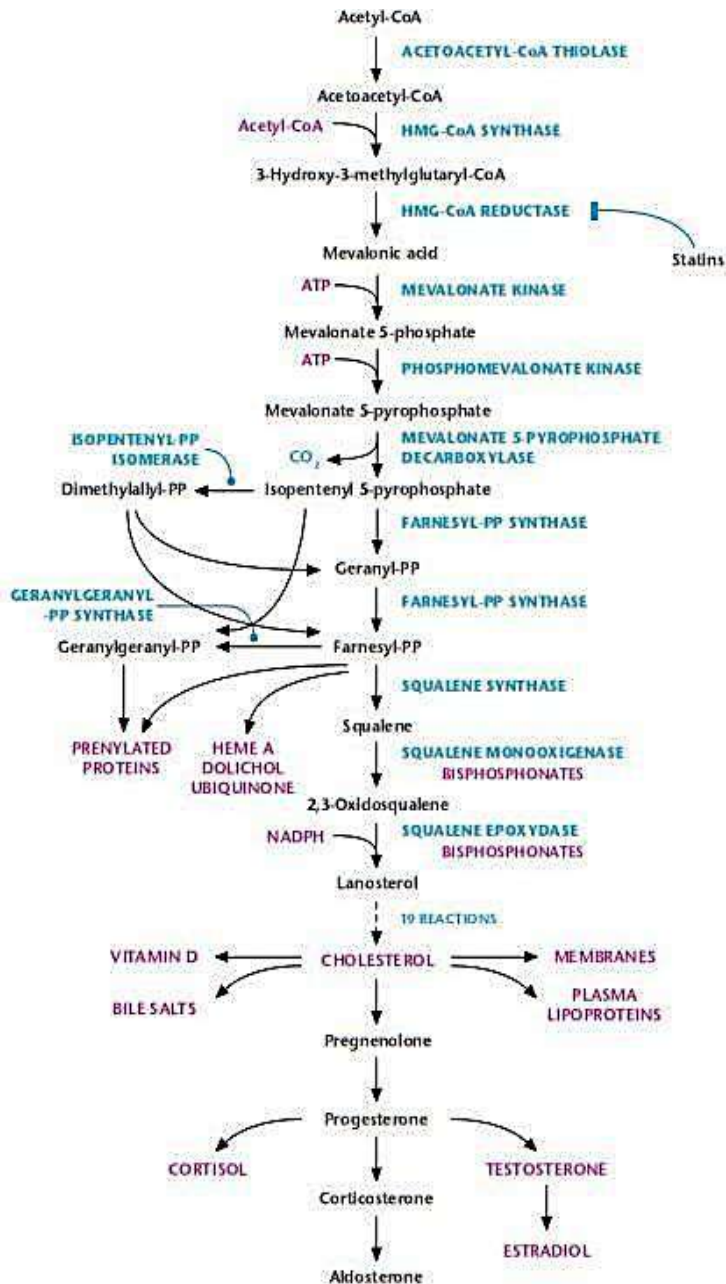 Acetyl-CoA
ACETOACETYL-CoA THIOLASE
Acetoacetyl-CoA
Acetyl-CoA
HMG-CoA SYNTHASE
3-Hydroxy-3-methylglutaryl-CoA
HMG-CoA REDUCTASE
Statins
Mevalonic acid
ATP
MEVALONATE KINASE
Mevalonate 5-phosphate
ATP
PHOSPHOMEVALONATE KINASE
Mevalonate 5-pyrophosphate
ISOPENTENYL-PP
ISOMERASE
CO2
MEVALONATE 5 PYROPHOSPHATE
DECARBOXYLASE
Dimethylallyl-PP
Isopentenyl 5-pyrophosphate
FARNESYL-PP SYNTHASE
Geranyl-PP
GERANYLGERANYL
-PP SYNTHASE
FARNESYL-PP SYNTHASE
Geranylgeranyl-PP
Farnesyl-PP
SQUALENE SYNTHASE
Squalene
PRENYLATED
PROTEINS
HEME A
DOLICHOL
UBIQUINONE
SQUALENE MONOOXIGENASE
BISPHOSPHONATES
2,3-Oxidosqualene
NADPH
SQUALENE EPOXYDASE
BISPHOSPHONATES
Lanosterol
19 REACTIONS
VITAMIN D
CHOLESTEROL
MEMBRANES
BILE SALTS
PLASMA
LIPOPROTEINS
Pregnenolone
Progesterone
CORTISOL
TESTOSTERONE
Corticosterone
ESTRADIOL
Aldosterone